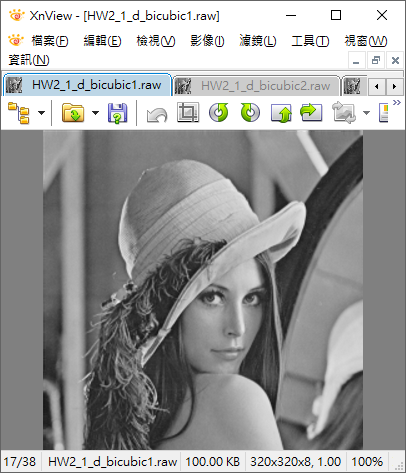 XnView - [HW2_1_d_bicubic1.raw]
檔案(F) 編輯(E) 檢視(V) 影像(I) 濾鏡(L) 工具(T) 視窗(W)
資訊(N)
HW2_1_d_bicubic1.raw HW2_1_d_bicubic2.raw
17/38 HW2_1_d_bicubic1.raw 100.00 KB 320x320x8, 1.00 100%